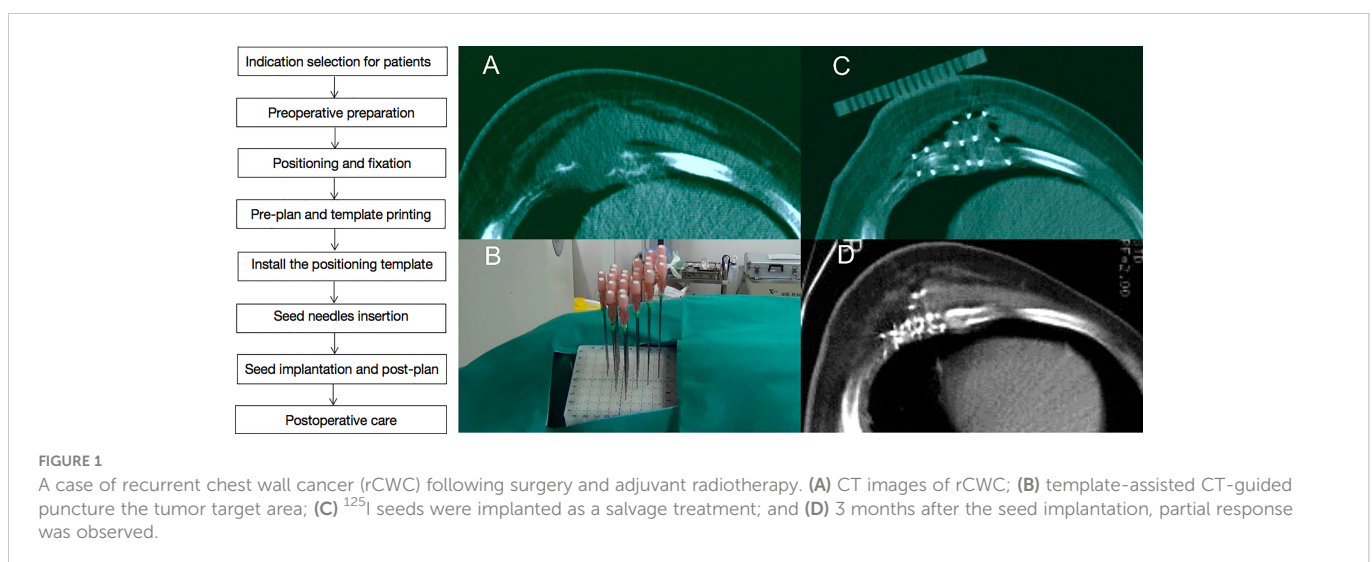 Indication selection for patients
Preoperative preparation
Positioning and fixation
Pre-plan and template printing
Install the positioning template
Seed needles insertion
Seed implantation and post-plan
Postoperative care
A
C
B
D
FIGURE 1
A case of recurrent chest wall cancer (rCWC) following surgery and adjuvant radiotherapy. (A) CT images of rCWC; (B) template-assisted CT-guided
puncture the tumor target area; (C) ¹²⁵I seeds were implanted as a salvage treatment; and (D) 3 months after the seed implantation, partial response
was observed.